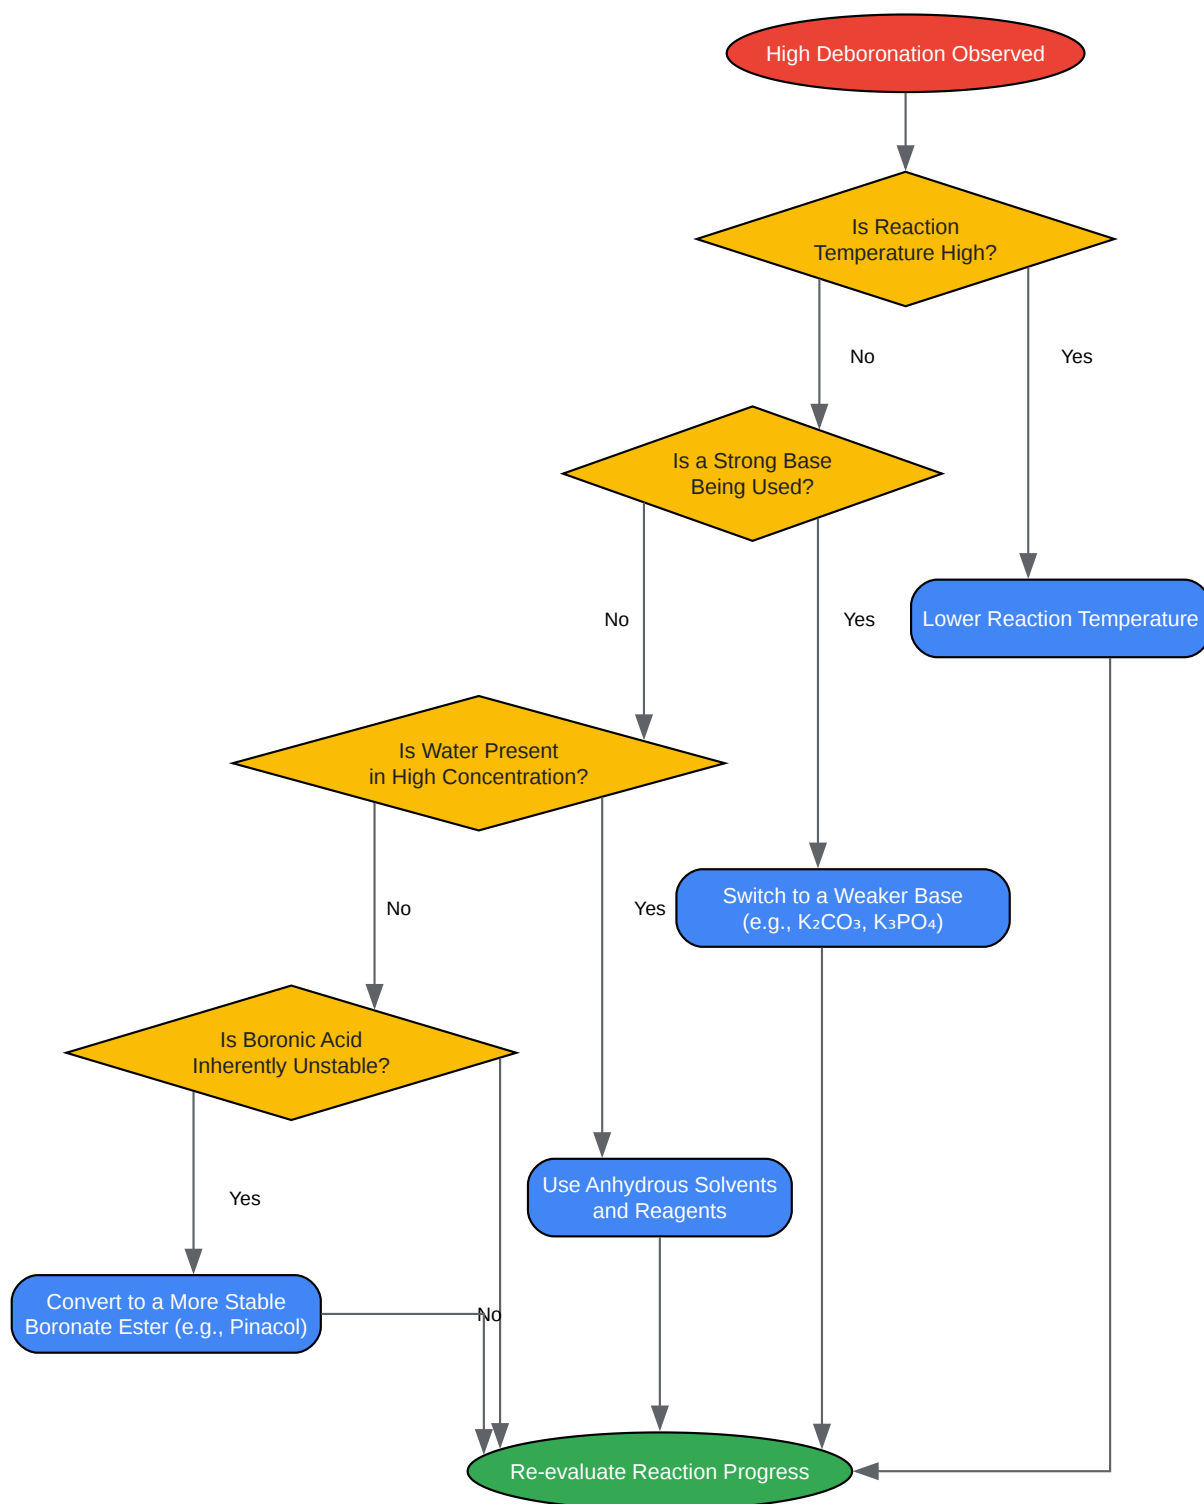 High Deboronation Observed
Is Reaction
Temperature High?
No
Yes
Is a Strong Base
Being Used?
No
Yes
Lower Reaction Temperature
Is Water Present
in High Concentration?
No
Yes
Switch to a Weaker Base
(e.g., K₂CO₃, K₃PO₄)
Is Boronic Acid
Inherently Unstable?
Yes
Use Anhydrous Solvents
and Reagents
Convert to a More Stable
Boronate Ester (e.g., Pinacol)
No
Re-evaluate Reaction Progress